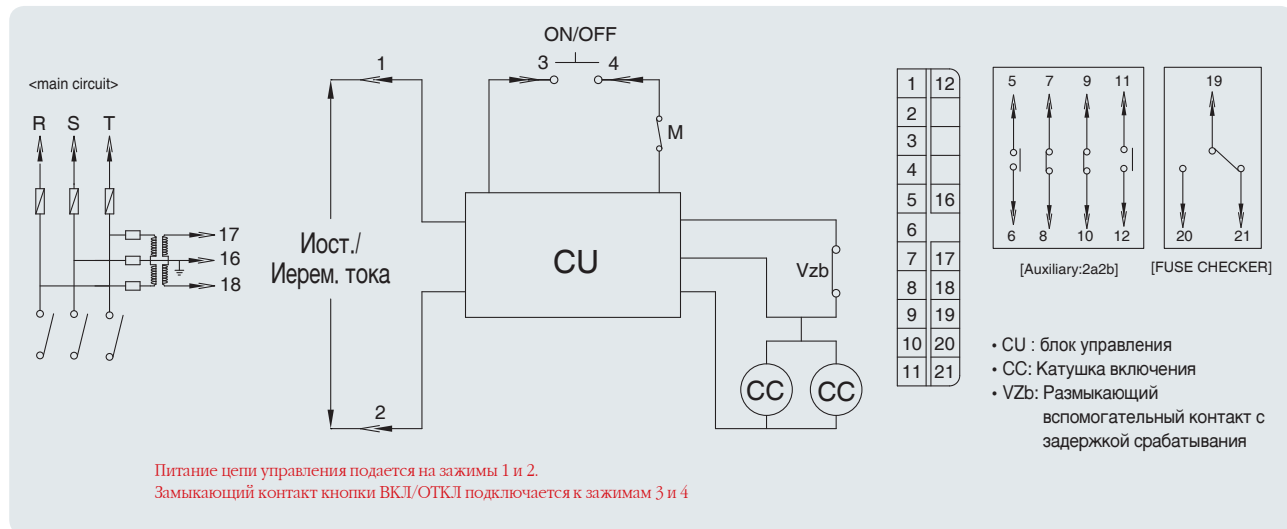 ON/OFF
3 4
1
<main circuit>
R S T
M
17
16
18
Иост./
Иерем. тока
CU
Vzb
CC CC
2
1 12
2
3
4
5 16
6
7 17
8 18
9 19
10 20
11 21
5 7 9 11
6 8 10 12
[Auxiliary:2a2b]
19
20 21
[FUSE CHECKER]
• CU : блок управления
• CC: Катушка включения
• VZb: Размыкающий
вспомогательный контакт с
задержкой срабатывания
Питание цепи управления подается на зажимы 1 и 2.
Замыкающий контакт кнопки ВКЛ/ОТКЛ подключается к зажимам 3 и 4